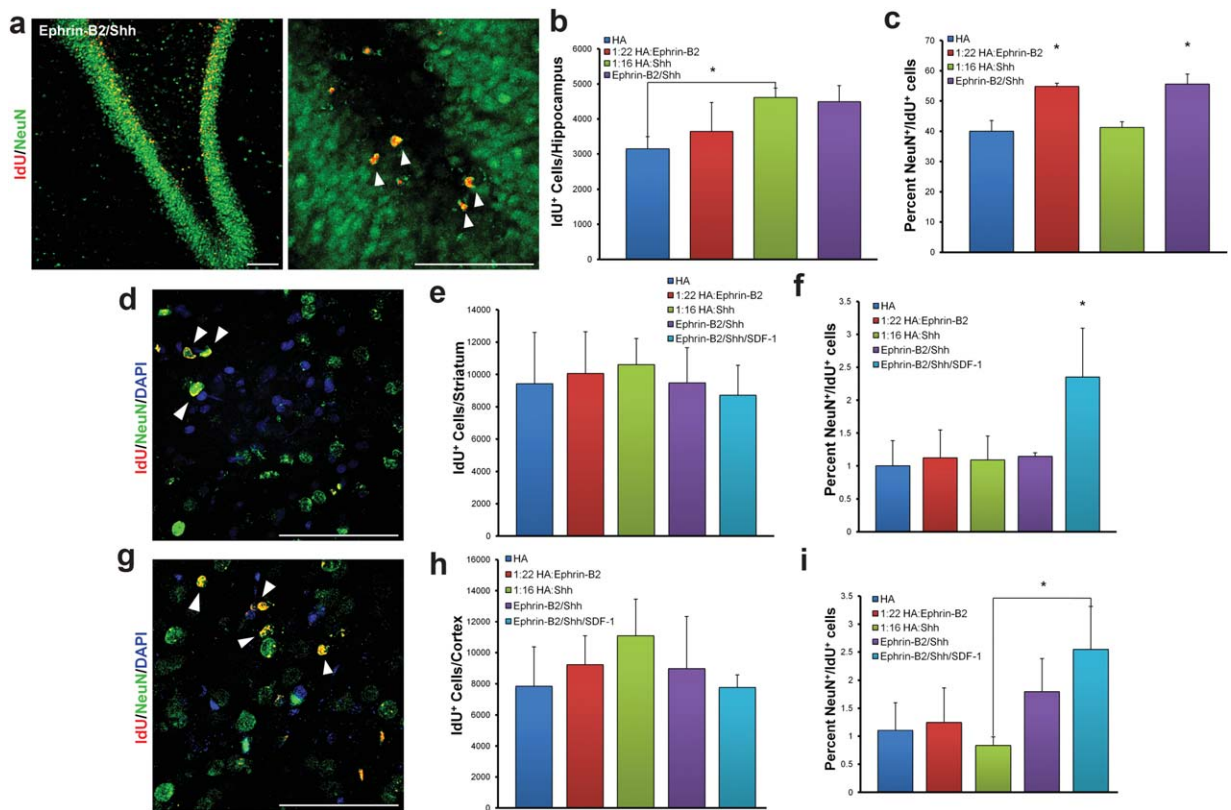 a
Ephrin-B2/Shh
IdU/NeuN
b
HA
1:22 HA:Ephrin-B2
1:16 HA:Shh
Ephrin-B2/Shh
*
IdU+ Cells/Hippocampus
6000
5000
4000
3000
2000
1000
0
c
HA
1:22 HA:Ephrin-B2
1:16 HA:Shh
Ephrin-B2/Shh
*
*
Percent NeuN+/IdU+ cells
70
60
50
40
30
20
10
0
d
IdU/NeuN/DAPI
e
HA
1:22 HA:Ephrin-B2
1:16 HA:Shh
Ephrin-B2/Shh
Ephrin-B2/Shh/SDF-1
IdU+ Cells/Striatum
14000
12000
10000
8000
6000
4000
2000
0
f
HA
1:22 HA:Ephrin-B2
1:16 HA:Shh
Ephrin-B2/Shh
Ephrin-B2/Shh/SDF-1
*
Percent NeuN+/IdU+ cells
3.5
3
2.5
2
1.5
1
0.5
0
g
IdU/NeuN/DAPI
h
HA
1:22 HA:Ephrin-B2
1:16 HA:Shh
Ephrin-B2/Shh
Ephrin-B2/Shh/SDF-1
IdU+ Cells/Cortex
16000
14000
12000
10000
8000
6000
4000
2000
0
i
HA
1:22 HA:Ephrin-B2
1:16 HA:Shh
Ephrin-B2/Shh
Ephrin-B2/Shh/SDF-1
*
Percent NeuN+/IdU+ cells
3.5
3
2.5
2
1.5
1
0.5
0